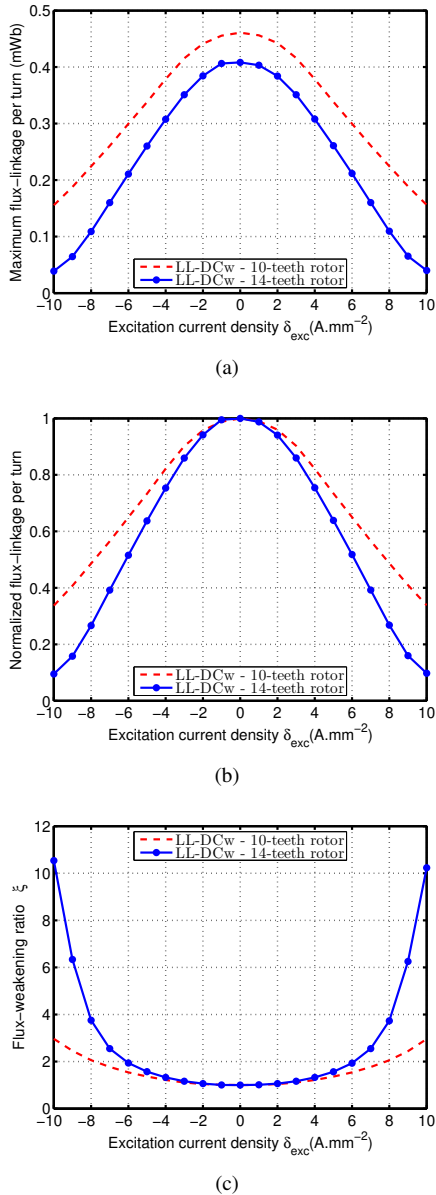 0.5
0.4
0.3
0.2
0.1
0
Maximum flux−linkage per turn (mWb)
LL-DCw - 10-teeth rotor
LL-DCw - 14-teeth rotor
−10 −8 −6 −4 −2 0 2 4 6 8 10
Excitation current density δexc(A.mm−2)
(a)
1
0.8
0.6
0.4
0.2
0
Normalized flux−linkage per turn
LL-DCw - 10-teeth rotor
LL-DCw - 14-teeth rotor
−10 −8 −6 −4 −2 0 2 4 6 8 10
Excitation current density δexc(A.mm−2)
(b)
12
10
8
6
4
2
0
Flux−weakening ratio ξ
LL-DCw - 10-teeth rotor
LL-DCw - 14-teeth rotor
−10 −8 −6 −4 −2 0 2 4 6 8 10
Excitation current density δexc(A.mm−2)
(c)